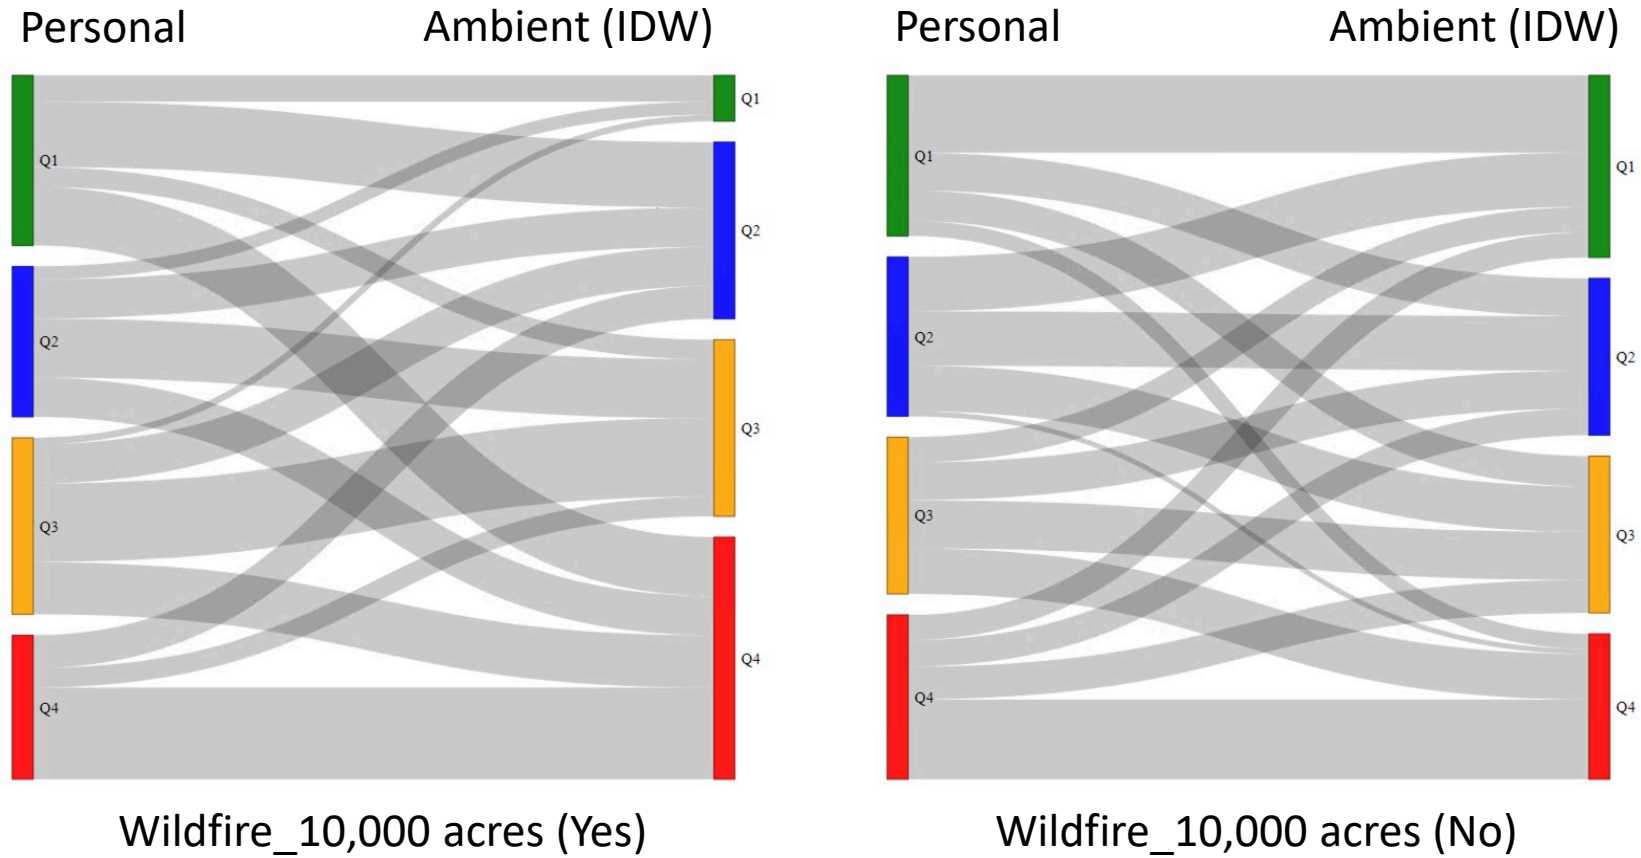 Personal
Ambient (IDW)
Q1
Q2
Q3
Q4
Q1
Q2
Q3
Q4
Wildfire_10,000 acres (Yes)
Personal
Ambient (IDW)
Q1
Q2
Q3
Q4
Q1
Q2
Q3
Q4
Wildfire_10,000 acres (No)